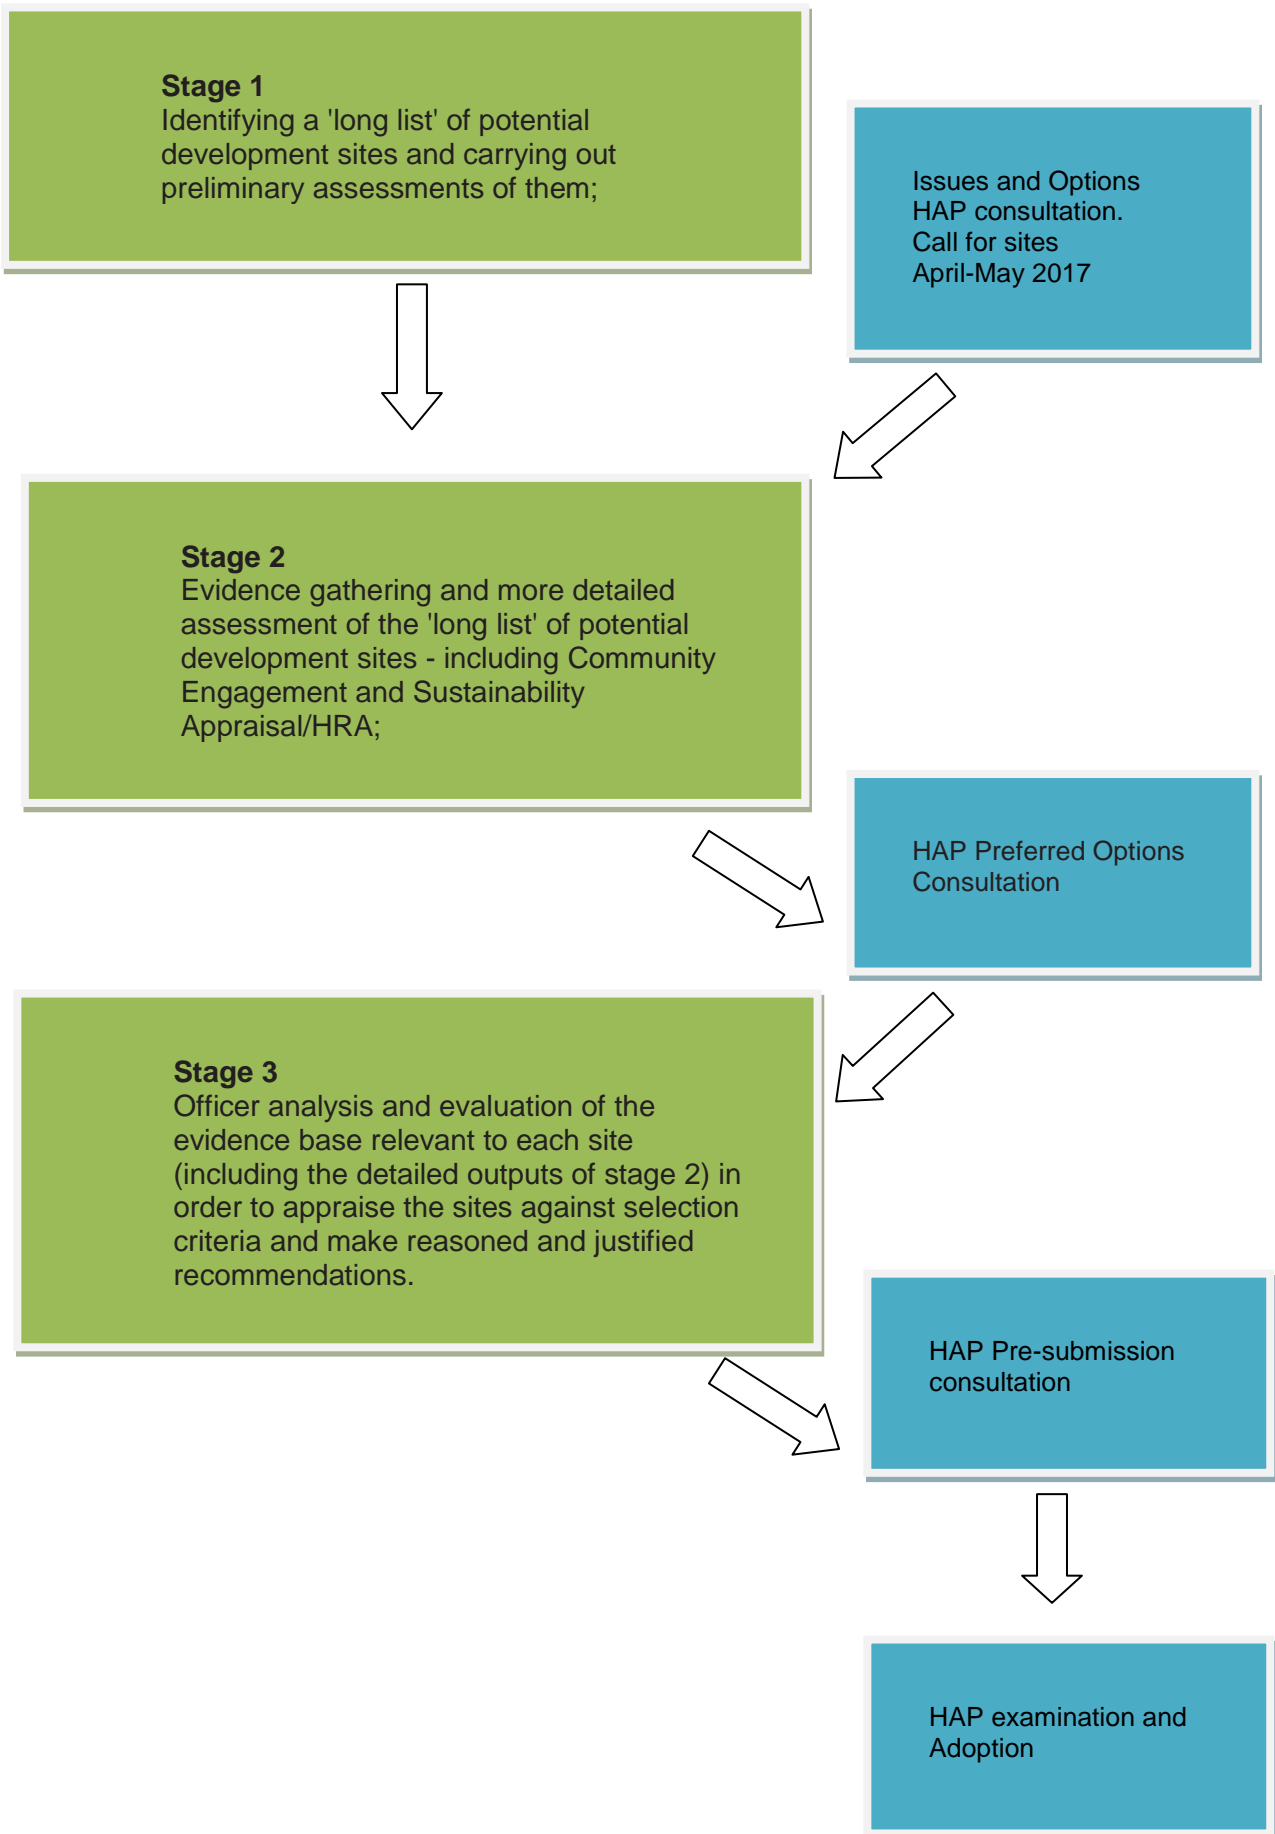 Stage 1
Identifying a 'long list' of potential
development sites and carrying out
preliminary assessments of them;
Issues and Options
HAP consultation.
Call for sites
April-May 2017
Stage 2
Evidence gathering and more detailed
assessment of the 'long list' of potential
development sites - including Community
Engagement and Sustainability
Appraisal/HRA;
HAP Preferred Options
Consultation
Stage 3
Officer analysis and evaluation of the
evidence base relevant to each site
(including the detailed outputs of stage 2) in
order to appraise the sites against selection
criteria and make reasoned and justified
recommendations.
HAP Pre-submission
consultation
HAP examination and
Adoption